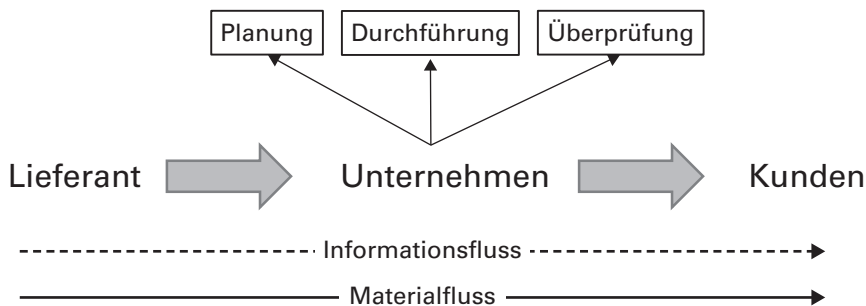 Planung Durchführung Überprüfung
Lieferant Unternehmen Kunden
Informationsfluss
Materialfluss